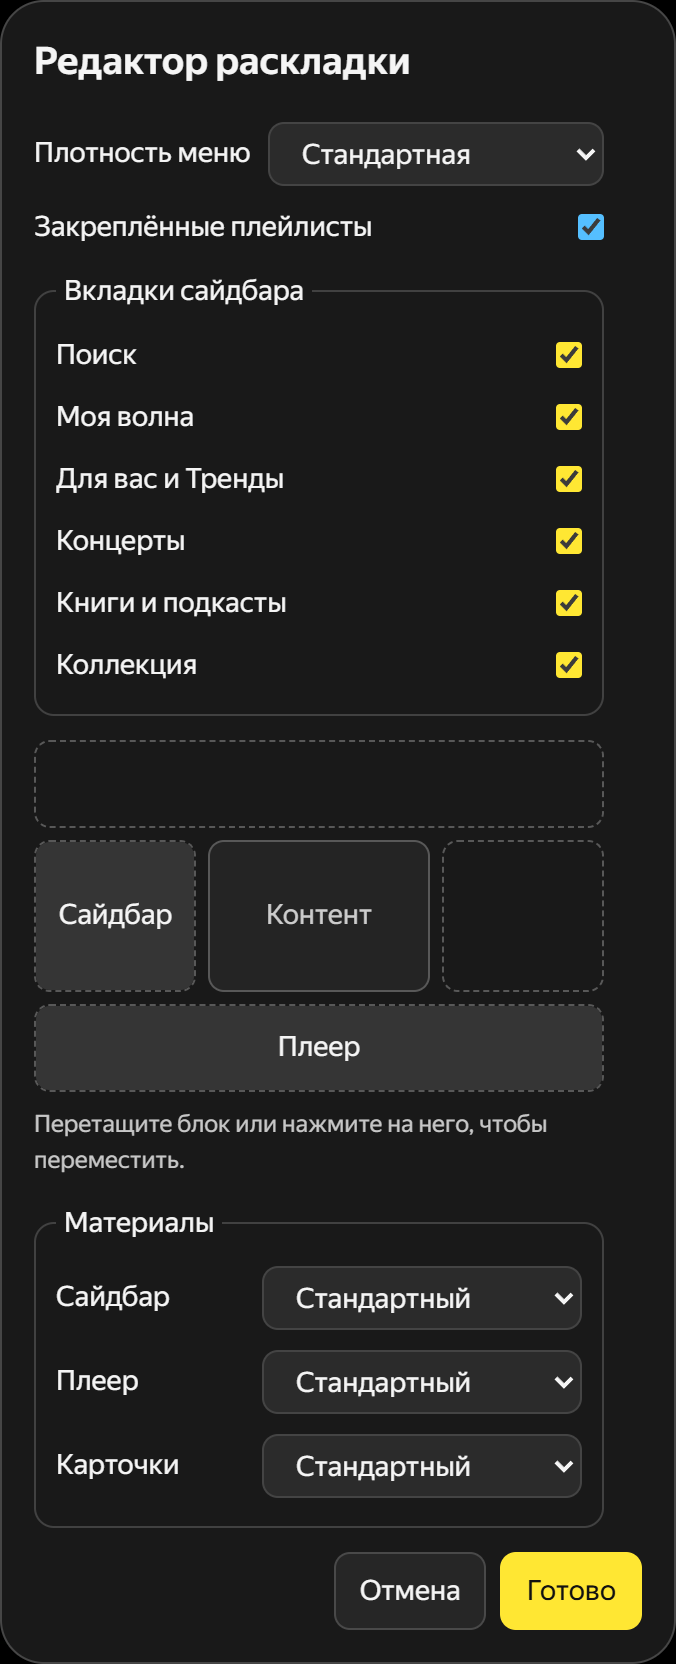 Редактор раскладки
Плотность меню Стандартная
Закреплённые плейлисты
Вкладки сайдбара
Поиск
Моя волна
Для вас и Тренды
Концерты
Книги и подкасты
Коллекция
Сайдбар Контент
Плеер
Перетащите блок или нажмите на него, чтобы
переместить.
Материалы
Сайдбар Стандартный
Плеер Стандартный
Карточки Стандартный
Отмена Готово